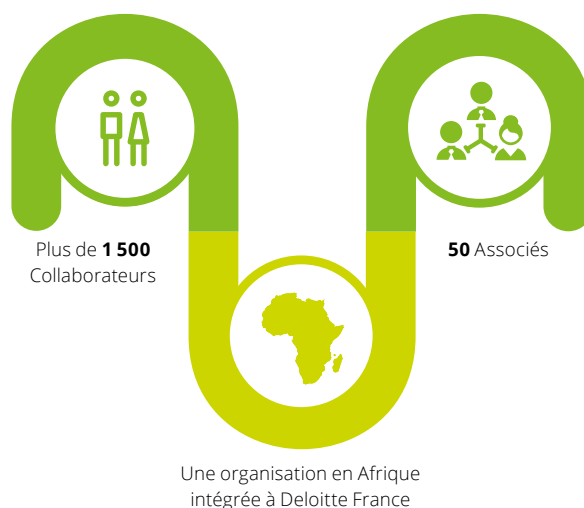 Plus de 1 500
Collaborateurs
50 Associés
Une organisation en Afrique
intégrée à Deloitte France